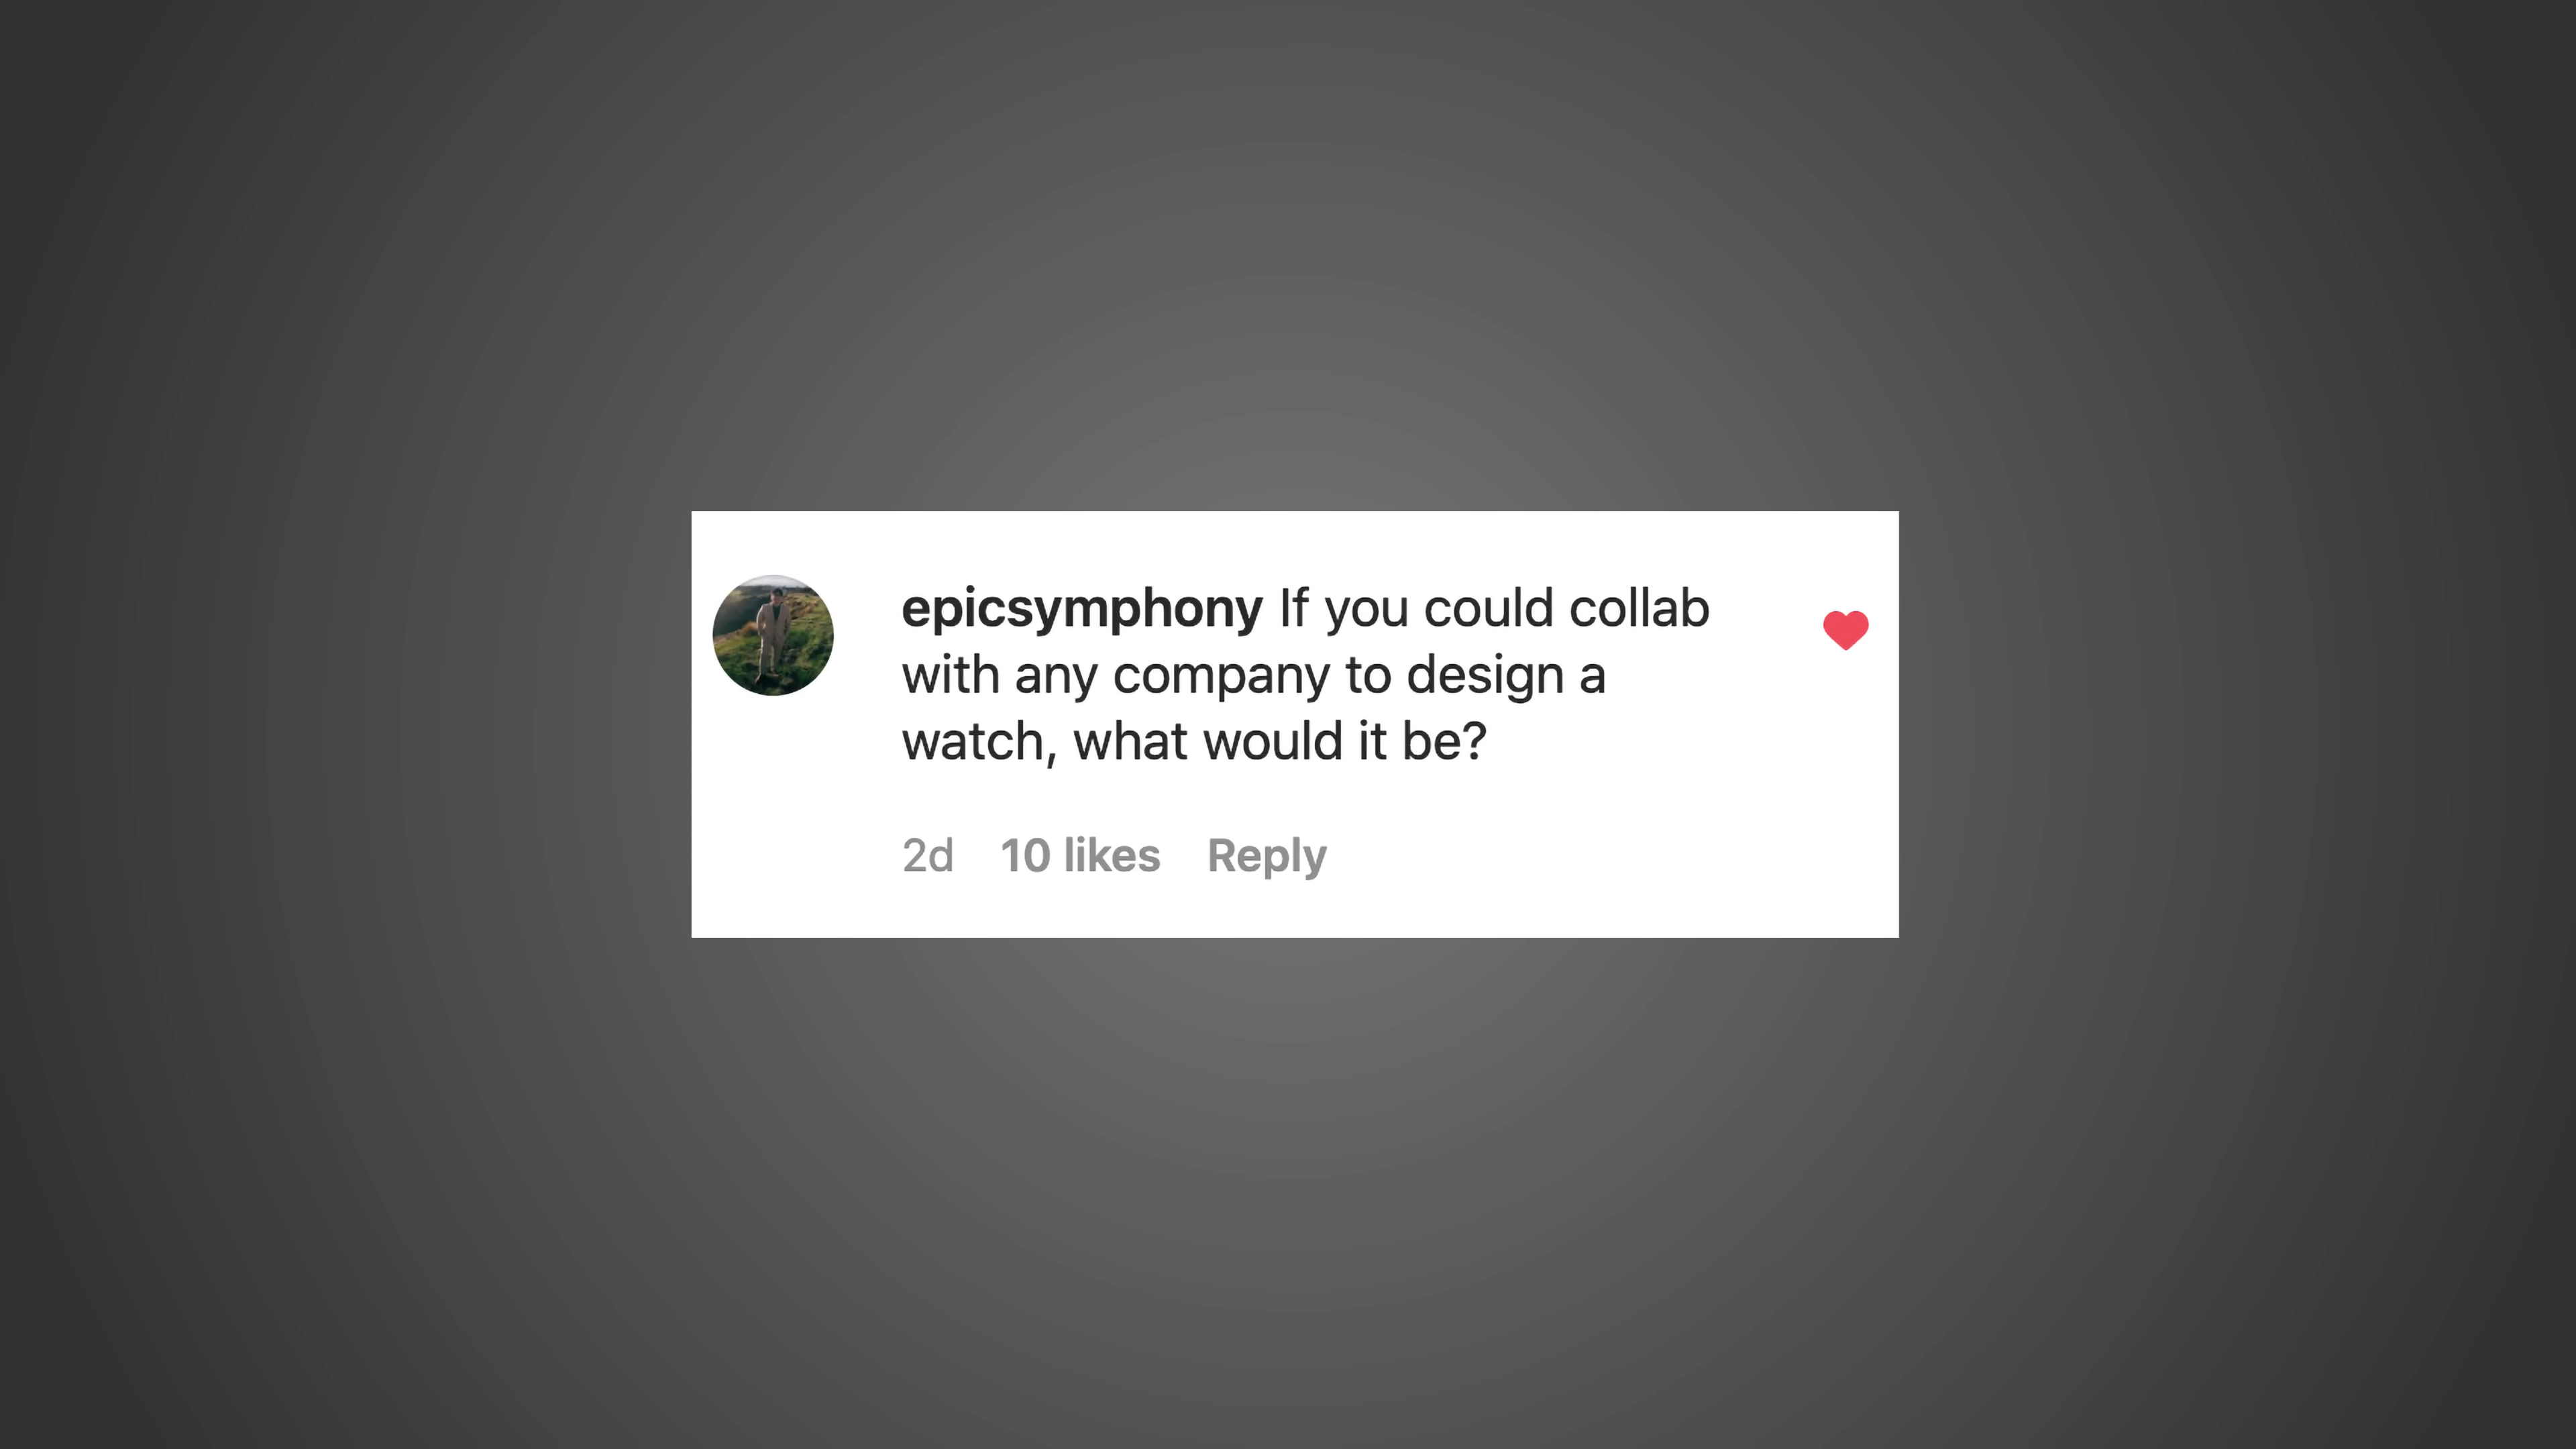 epicsymphony If you could collab
with any company to design a
watch, what would it be?
2d 10 likes Reply